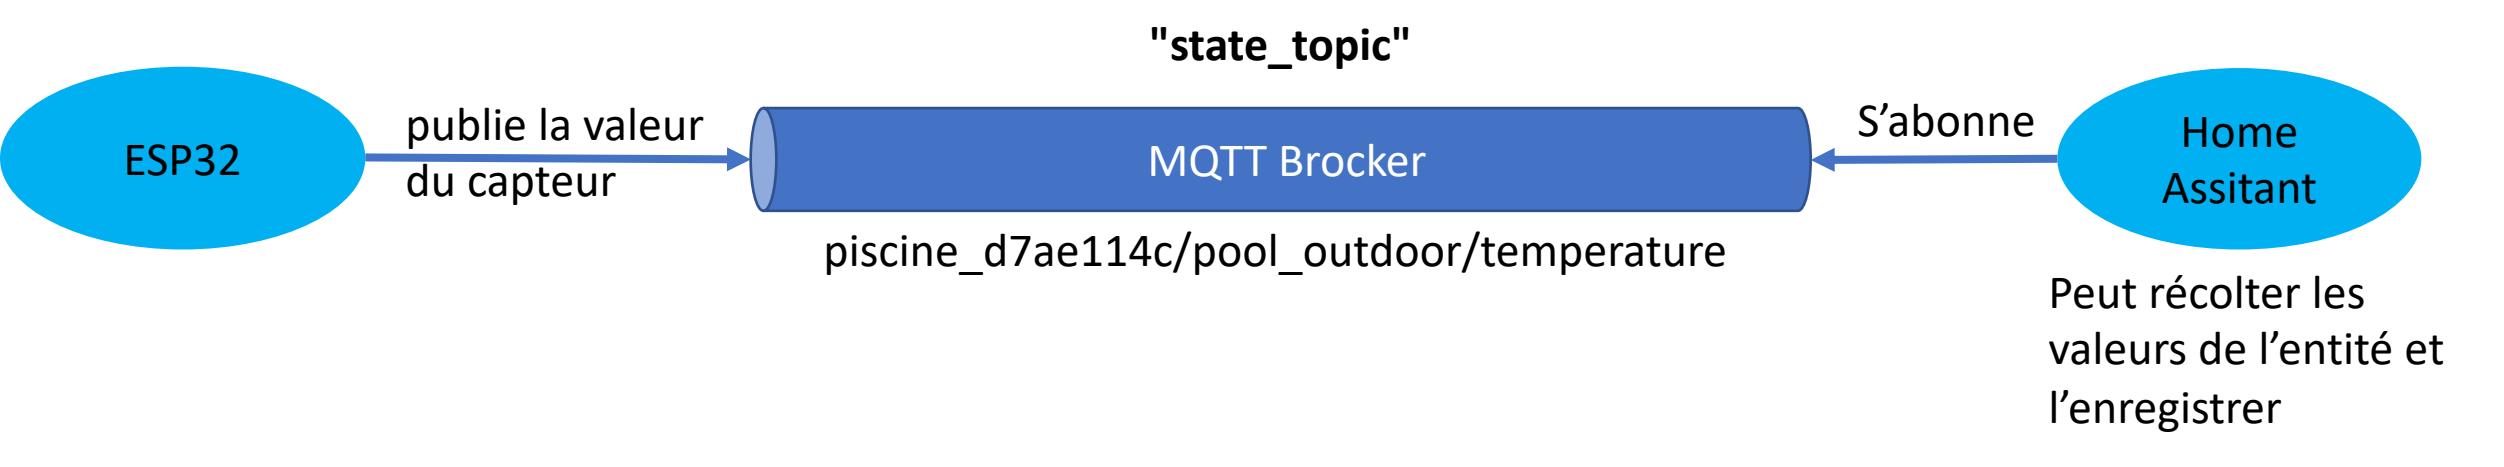 "state_topic"
ESP32
publie la valeur
du capteur
MQTT Brocker
piscine_d7ae114c/pool_outdoor/temperature
S’abonne
Home
Assitant
Peut récolter les
valeurs de l’entité et
l’enregistrer